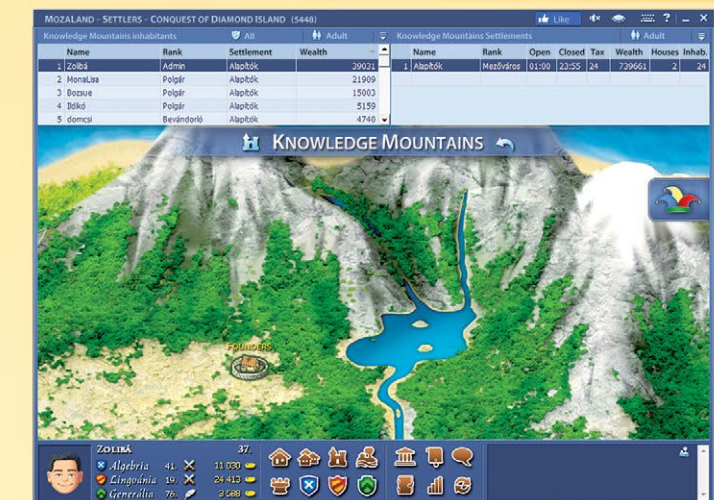 MOZALAND - SETTLERS - CONQUEST OF DIAMOND ISLAND (5448) Like ?
Knowledge Mountains inhabitants All Adult
Name Rank Settlement Wealth
1 Zolibá Admin Alapítók 39031
2 MonaLisa Polgár Alapítók 21909
3 Bozsue Polgár Alapítók 15003
4 Ildikó Polgár Alapítók 5159
5 domcsi Bevándorló Alapítók 4740
Knowledge Mountains Settlements Adult
Name Rank Open Closed Tax Wealth Houses Inhab.
1 Alapítók Mezőváros 01:00 23:55 24 739661 2 24
KNOWLEDGE MOUNTAINS
FOUNDERS
ZOLIBÁ 37.
Algebria 41. 11 030
Lingvánia 19. 24 413
Generália 76. 3 588